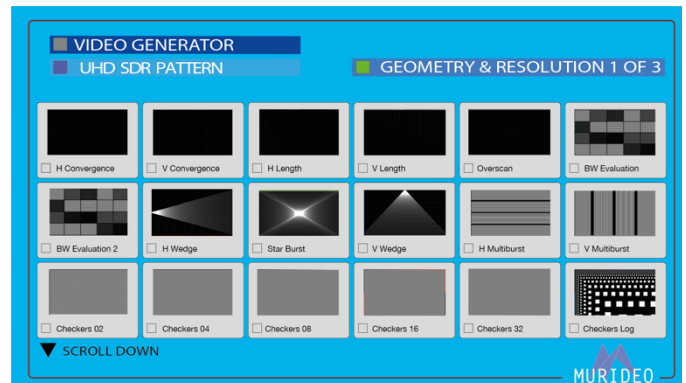 VIDEO GENERATOR
UHD SDR PATTERN
GEOMETRY & RESOLUTION 1 OF 3
H Convergence
V Convergence
H Length
V Length
Overscan
BW Evaluation
BW Evaluation 2
H Wedge
Star Burst
V Wedge
H Multiburst
V Multiburst
Checkers 02
Checkers 04
Checkers 08
Checkers 16
Checkers 32
Checkers Log
SCROLL DOWN
MURIDEO